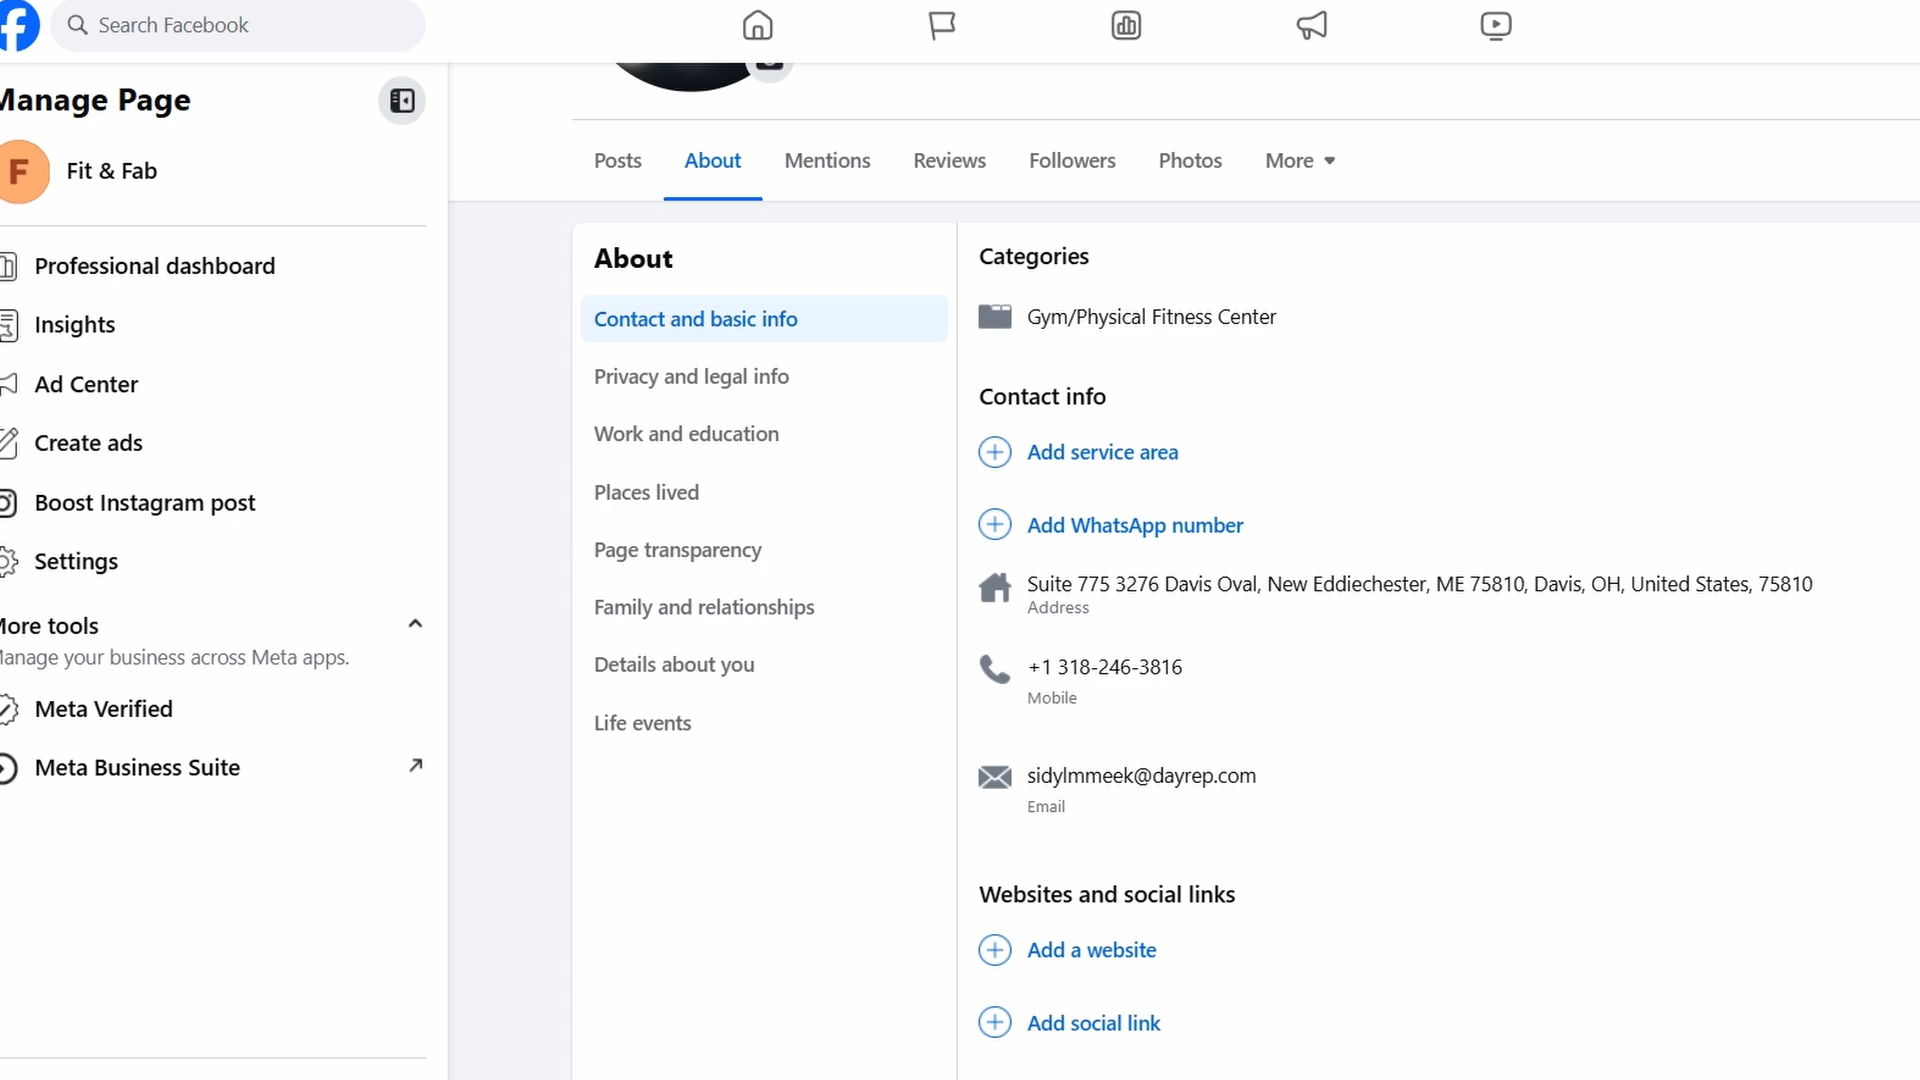 Search Facebook
Manage Page
F
Fit & Fab
Professional dashboard
Insights
Ad Center
Create ads
Boost Instagram post
Settings
More tools
Manage your business across Meta apps.
Meta Verified
Meta Business Suite
Posts
About
Mentions
Reviews
Followers
Photos
More
About
Contact and basic info
Privacy and legal info
Work and education
Places lived
Page transparency
Family and relationships
Details about you
Life events
Categories
Gym/Physical Fitness Center
Contact info
Add service area
Add WhatsApp number
Suite 775 3276 Davis Oval, New Eddiechester, ME 75810, Davis, OH, United States, 75810
Address
+1 318-246-3816
Mobile
sidylmmeek@dayrep.com
Email
Websites and social links
Add a website
Add social link